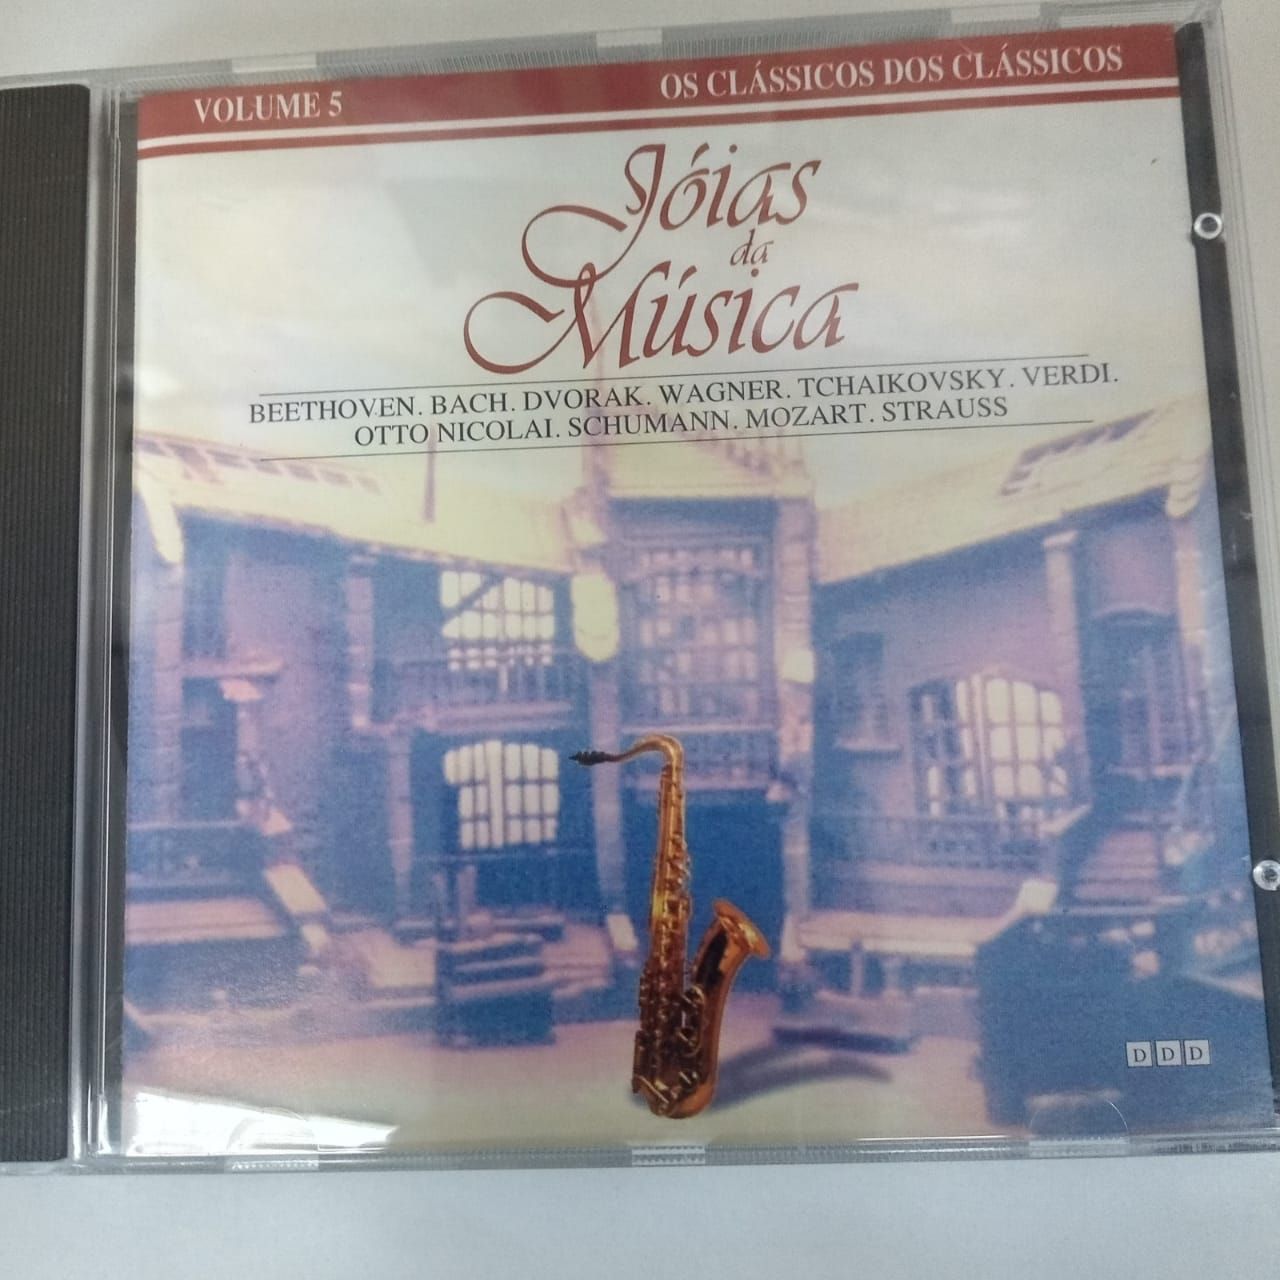 VOLUME 5
OS CLÁSSICOS DOS CLÁSSICOS
Jóias
da
Música
BEETHOVEN. BACH. DVORAK. WAGNER. TCHAIKOVSKY. VERDI.
OTTO NICOLAI. SCHUMANN. MOZART. STRAUSS
D D D